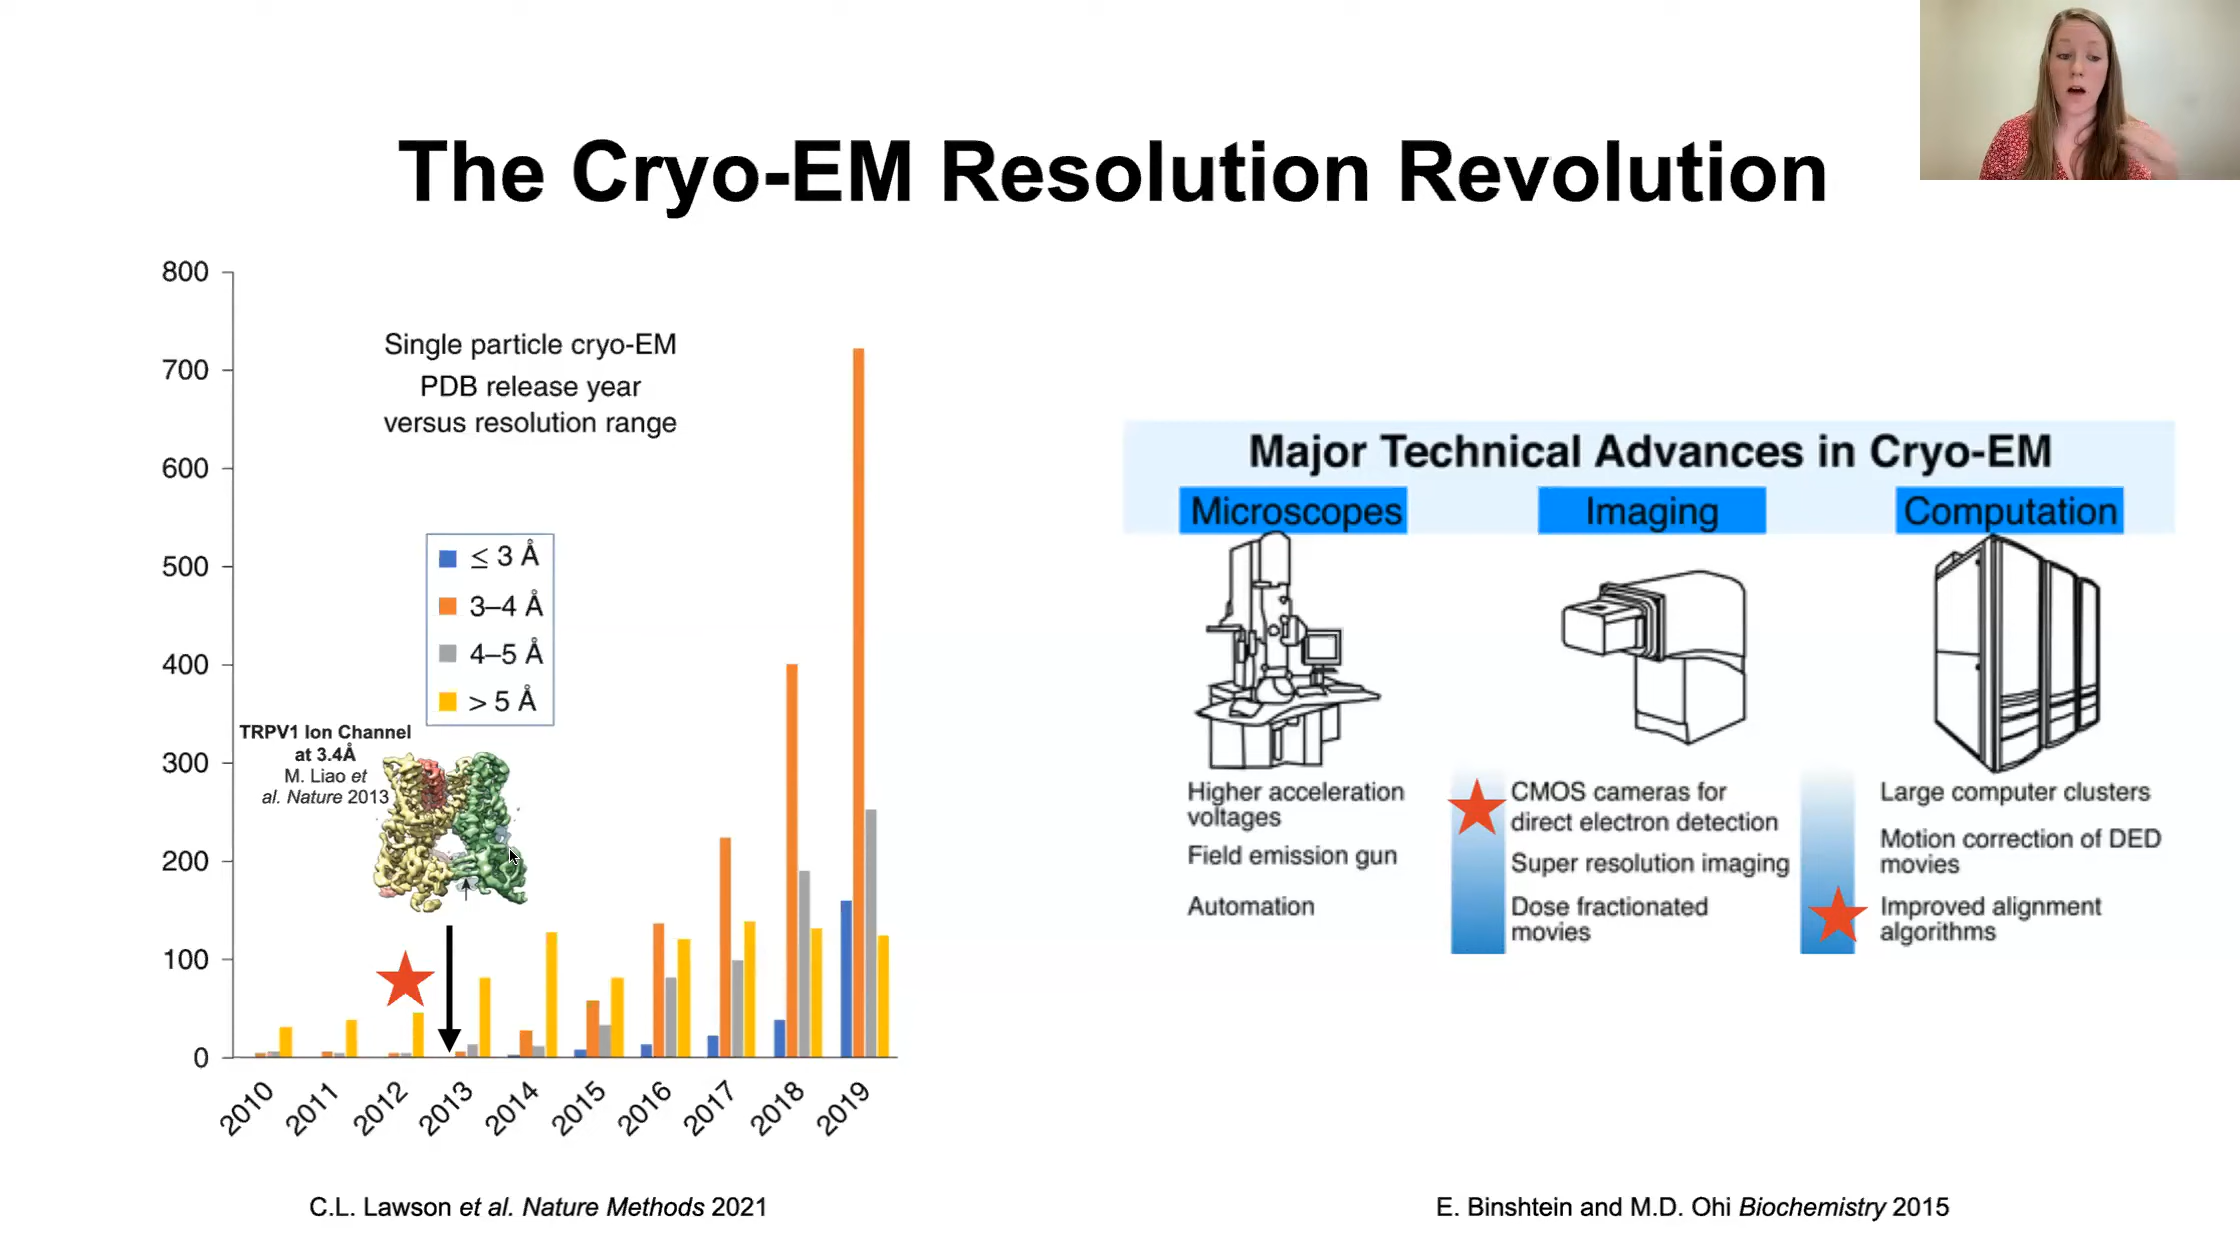 The Cryo-EM Resolution Revolution
800
700
600
500
400
300
200
100
0
Single particle cryo-EM
PDB release year
versus resolution range
≤ 3 Å
3–4 Å
4–5 Å
> 5 Å
TRPV1 Ion Channel
at 3.4Å
M. Liao et
al. Nature 2013
2010
2011
2012
2013
2014
2015
2016
2017
2018
2019
C.L. Lawson et al. Nature Methods 2021
Major Technical Advances in Cryo-EM
Microscopes
Higher acceleration
voltages
Field emission gun
Automation
Imaging
CMOS cameras for
direct electron detection
Super resolution imaging
Dose fractionated
movies
Computation
Large computer clusters
Motion correction of DED
movies
Improved alignment
algorithms
E. Binshtein and M.D. Ohi Biochemistry 2015